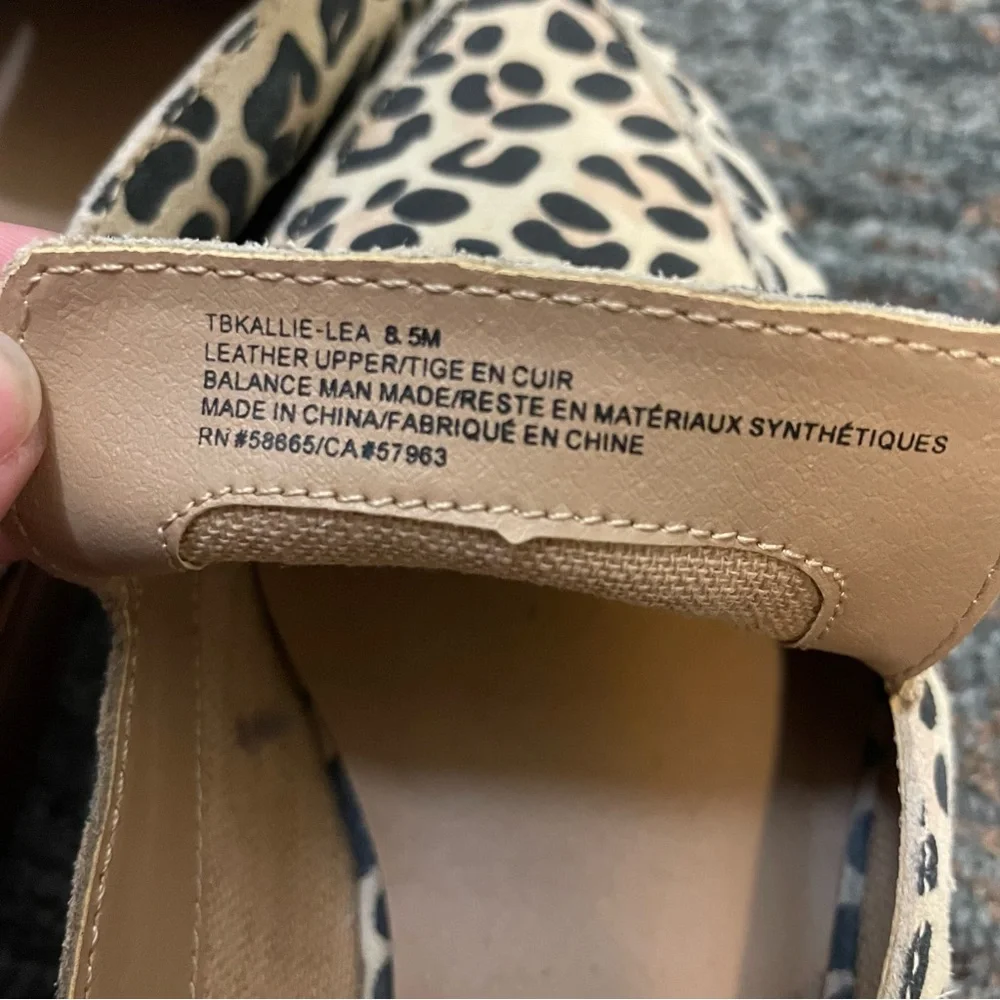 TBKALLIE-LEA 8.5M
LEATHER UPPER/TIGE EN CUIR
BALANCE MAN MADE/RESTE EN MATÉRIAUX SYNTHÉTIQUES
MADE IN CHINA/FABRIQUÉ EN CHINE
RN#58665/CA#57963